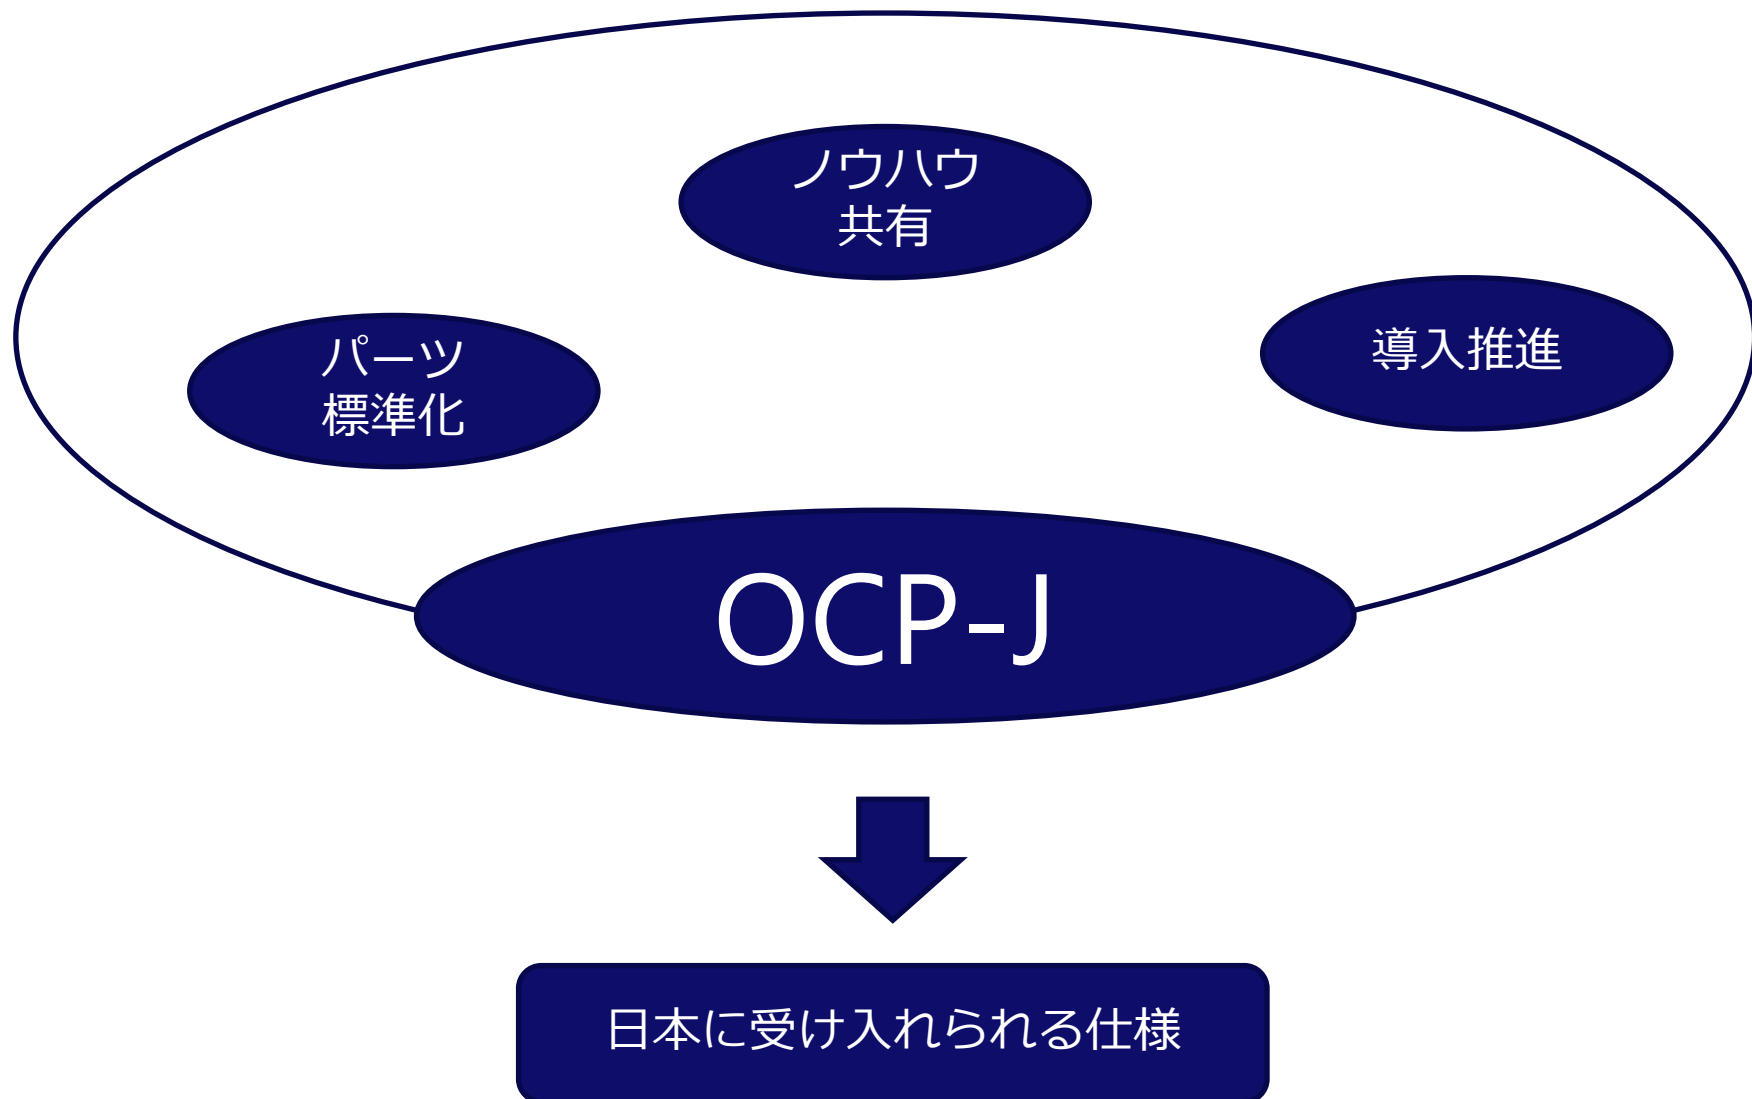 ノウハウ
共有
導入推進
パーツ
標準化
OCP-J
日本に受け入れられる仕様